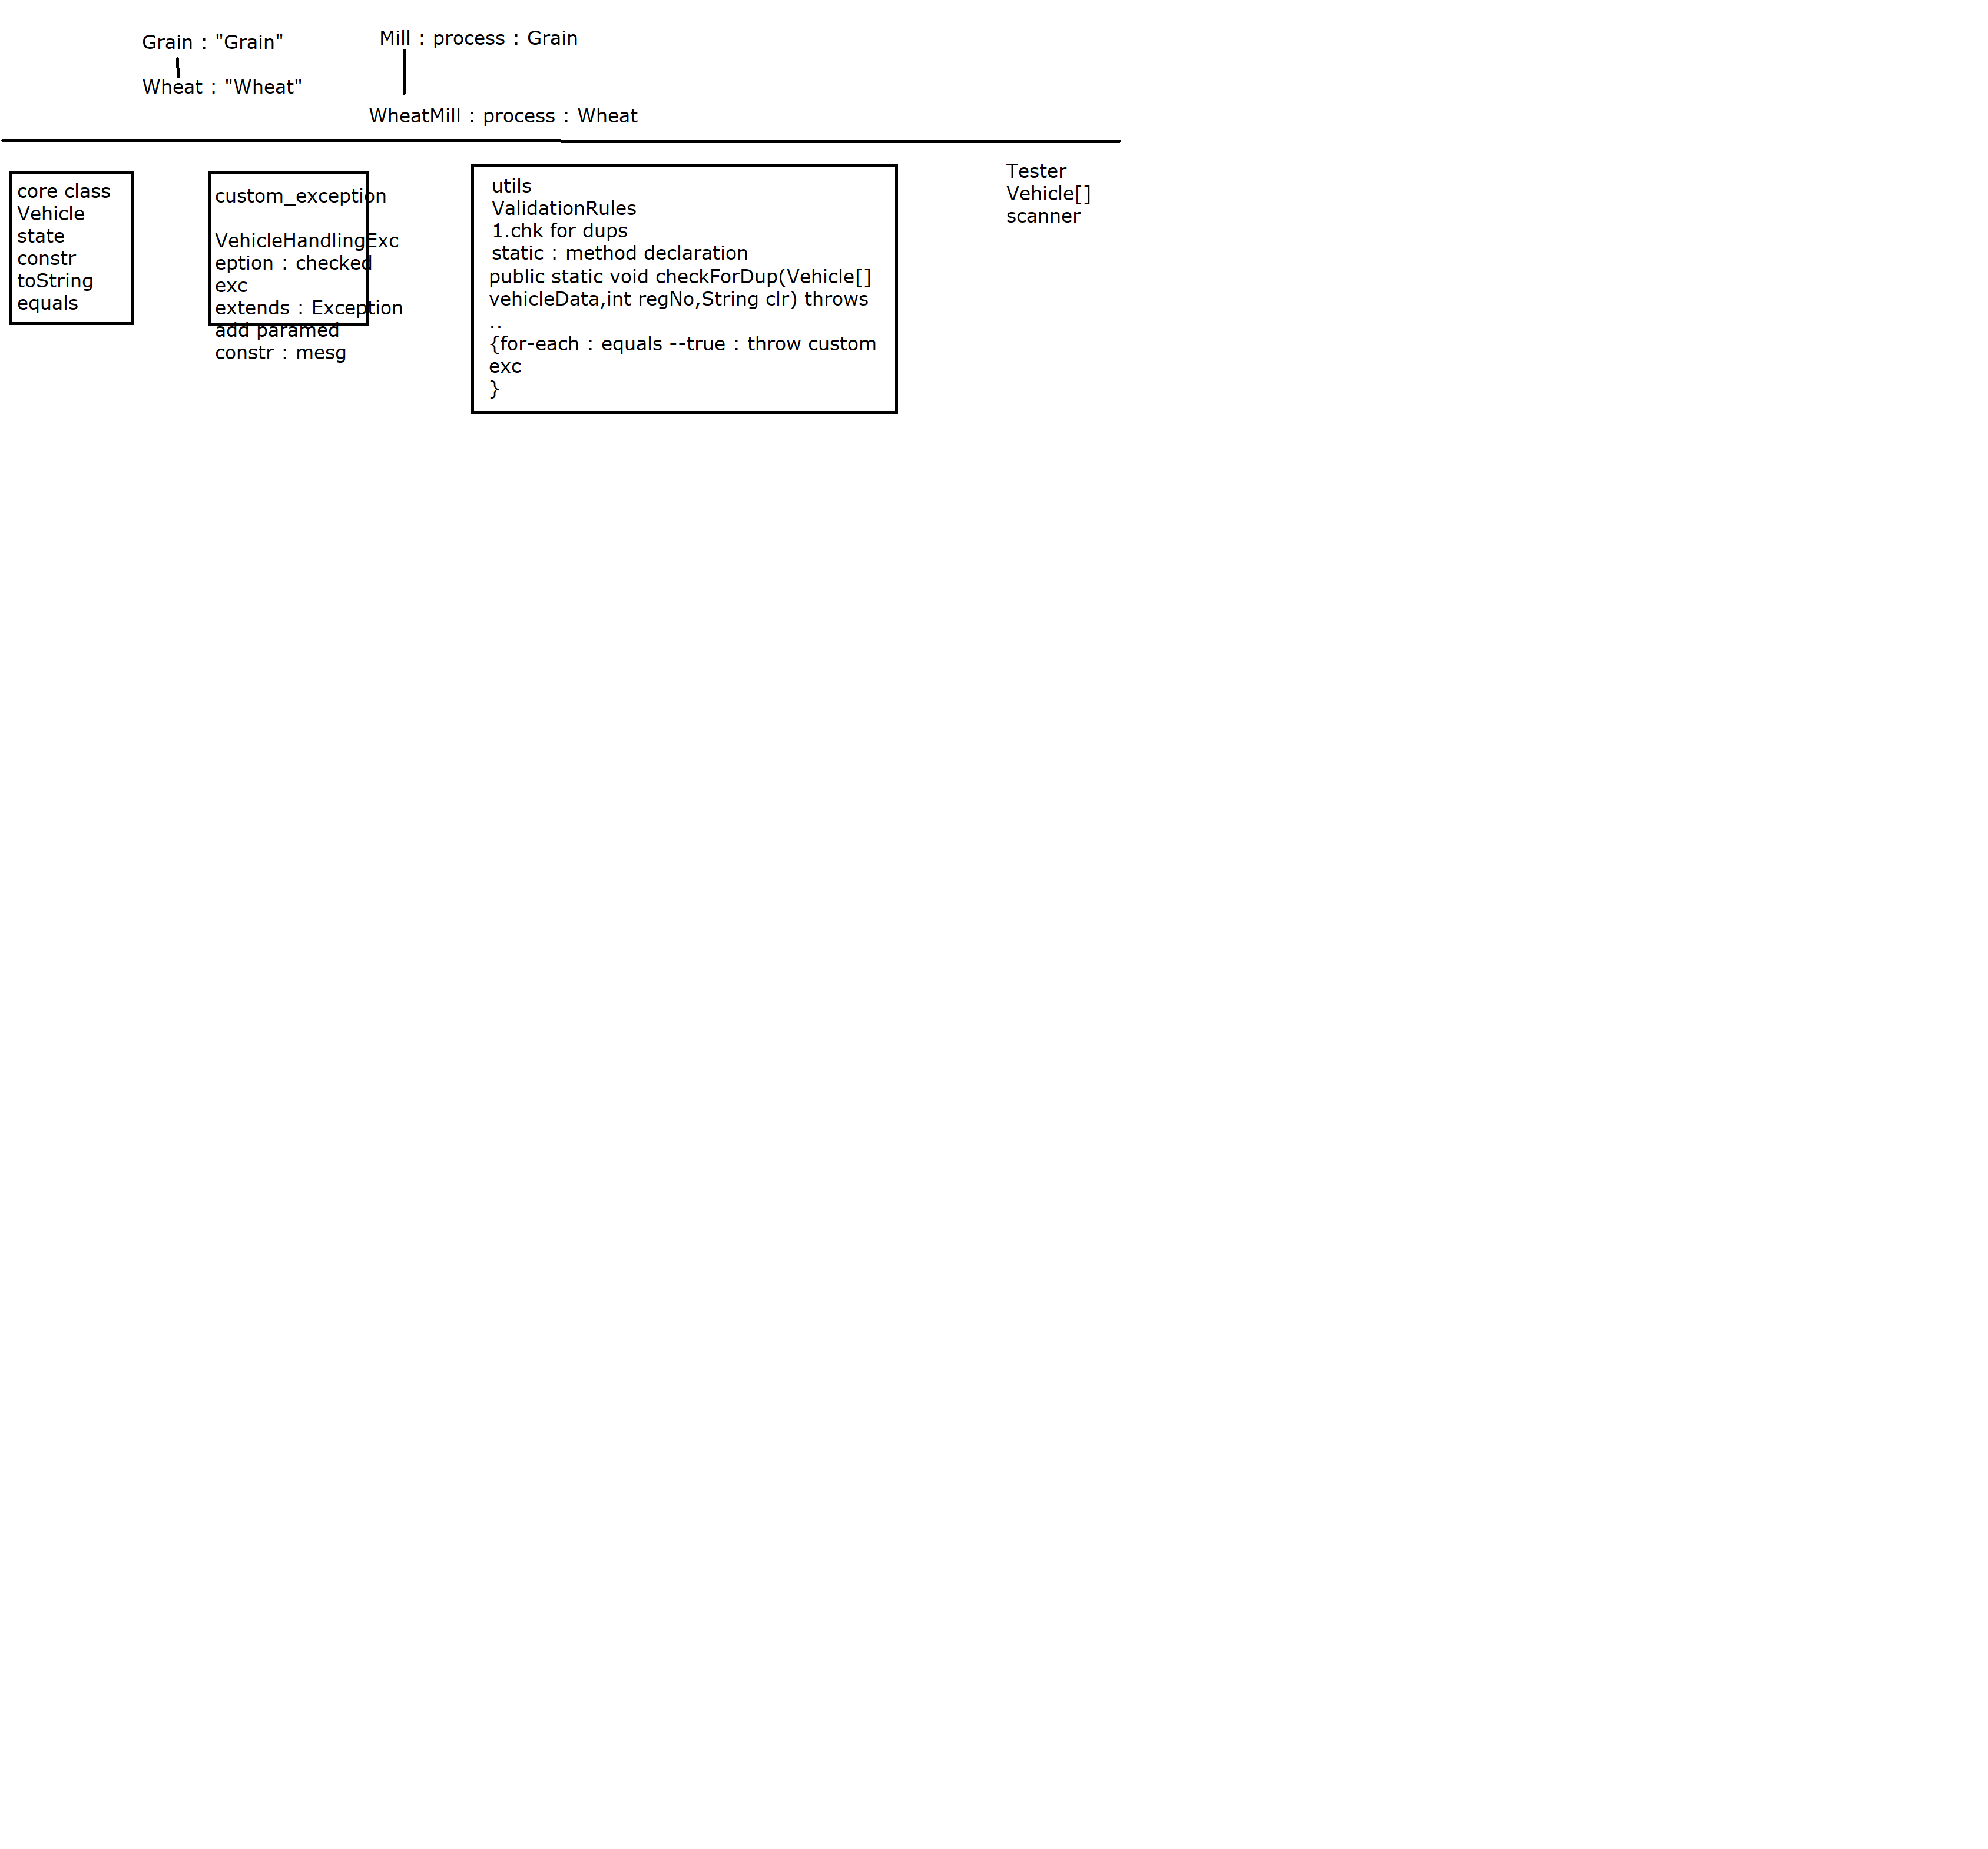 Grain : "Grain"
Wheat : "Wheat"
Mill : process : Grain
WheatMill : process : Wheat
core class
Vehicle
state
constr
toString
equals
custom_exception
VehicleHandlingExc
eption : checked
exc
extends : Exception
add paramed
constr : mesg
utils
ValidationRules
1.chk for dups
static : method declaration
public static void checkForDup(Vehicle[]
vehicleData,int regNo,String clr) throws
..
{for-each : equals --true : throw custom
exc
}
Tester
Vehicle[]
scanner